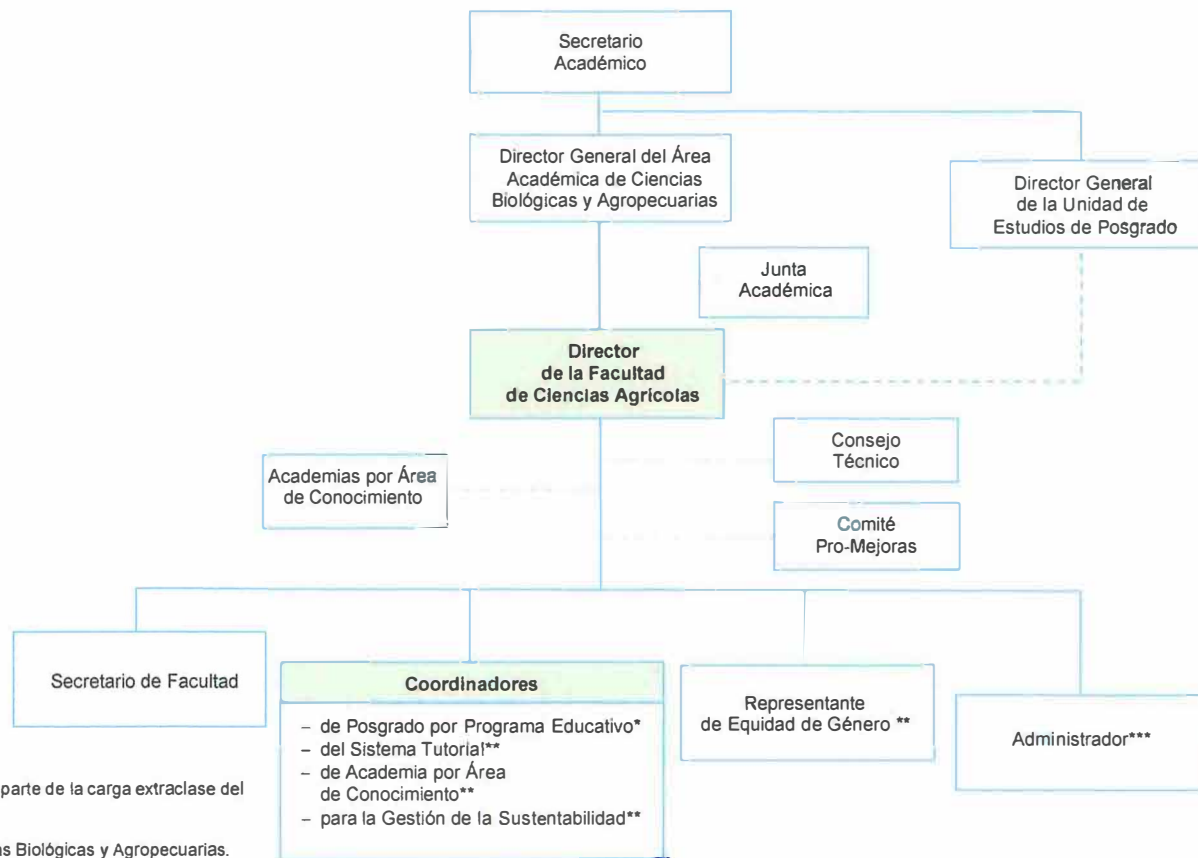 Secretario
Académico
Director General del Área
Académica de Ciencias
Biológicas y Agropecuarias
Director General
de la Unidad de
Estudios de Posgrado
Junta
Académica
Director
de la Facultad
de Ciencias Agrícolas
Consejo
Técnico
Academias por Área
de Conocimiento
Comité
Pro-Mejoras
Secretario de Facultad
Coordinadores
– de Posgrado por Programa Educativo*
– del Sistema Tutorial**
– de Academia por Área
de Conocimiento**
– para la Gestión de la Sustentabilidad**
Representante
de Equidad de Género **
Administrador***
parte de la carga extraclase del
as Biológicas y Agropecuarias.